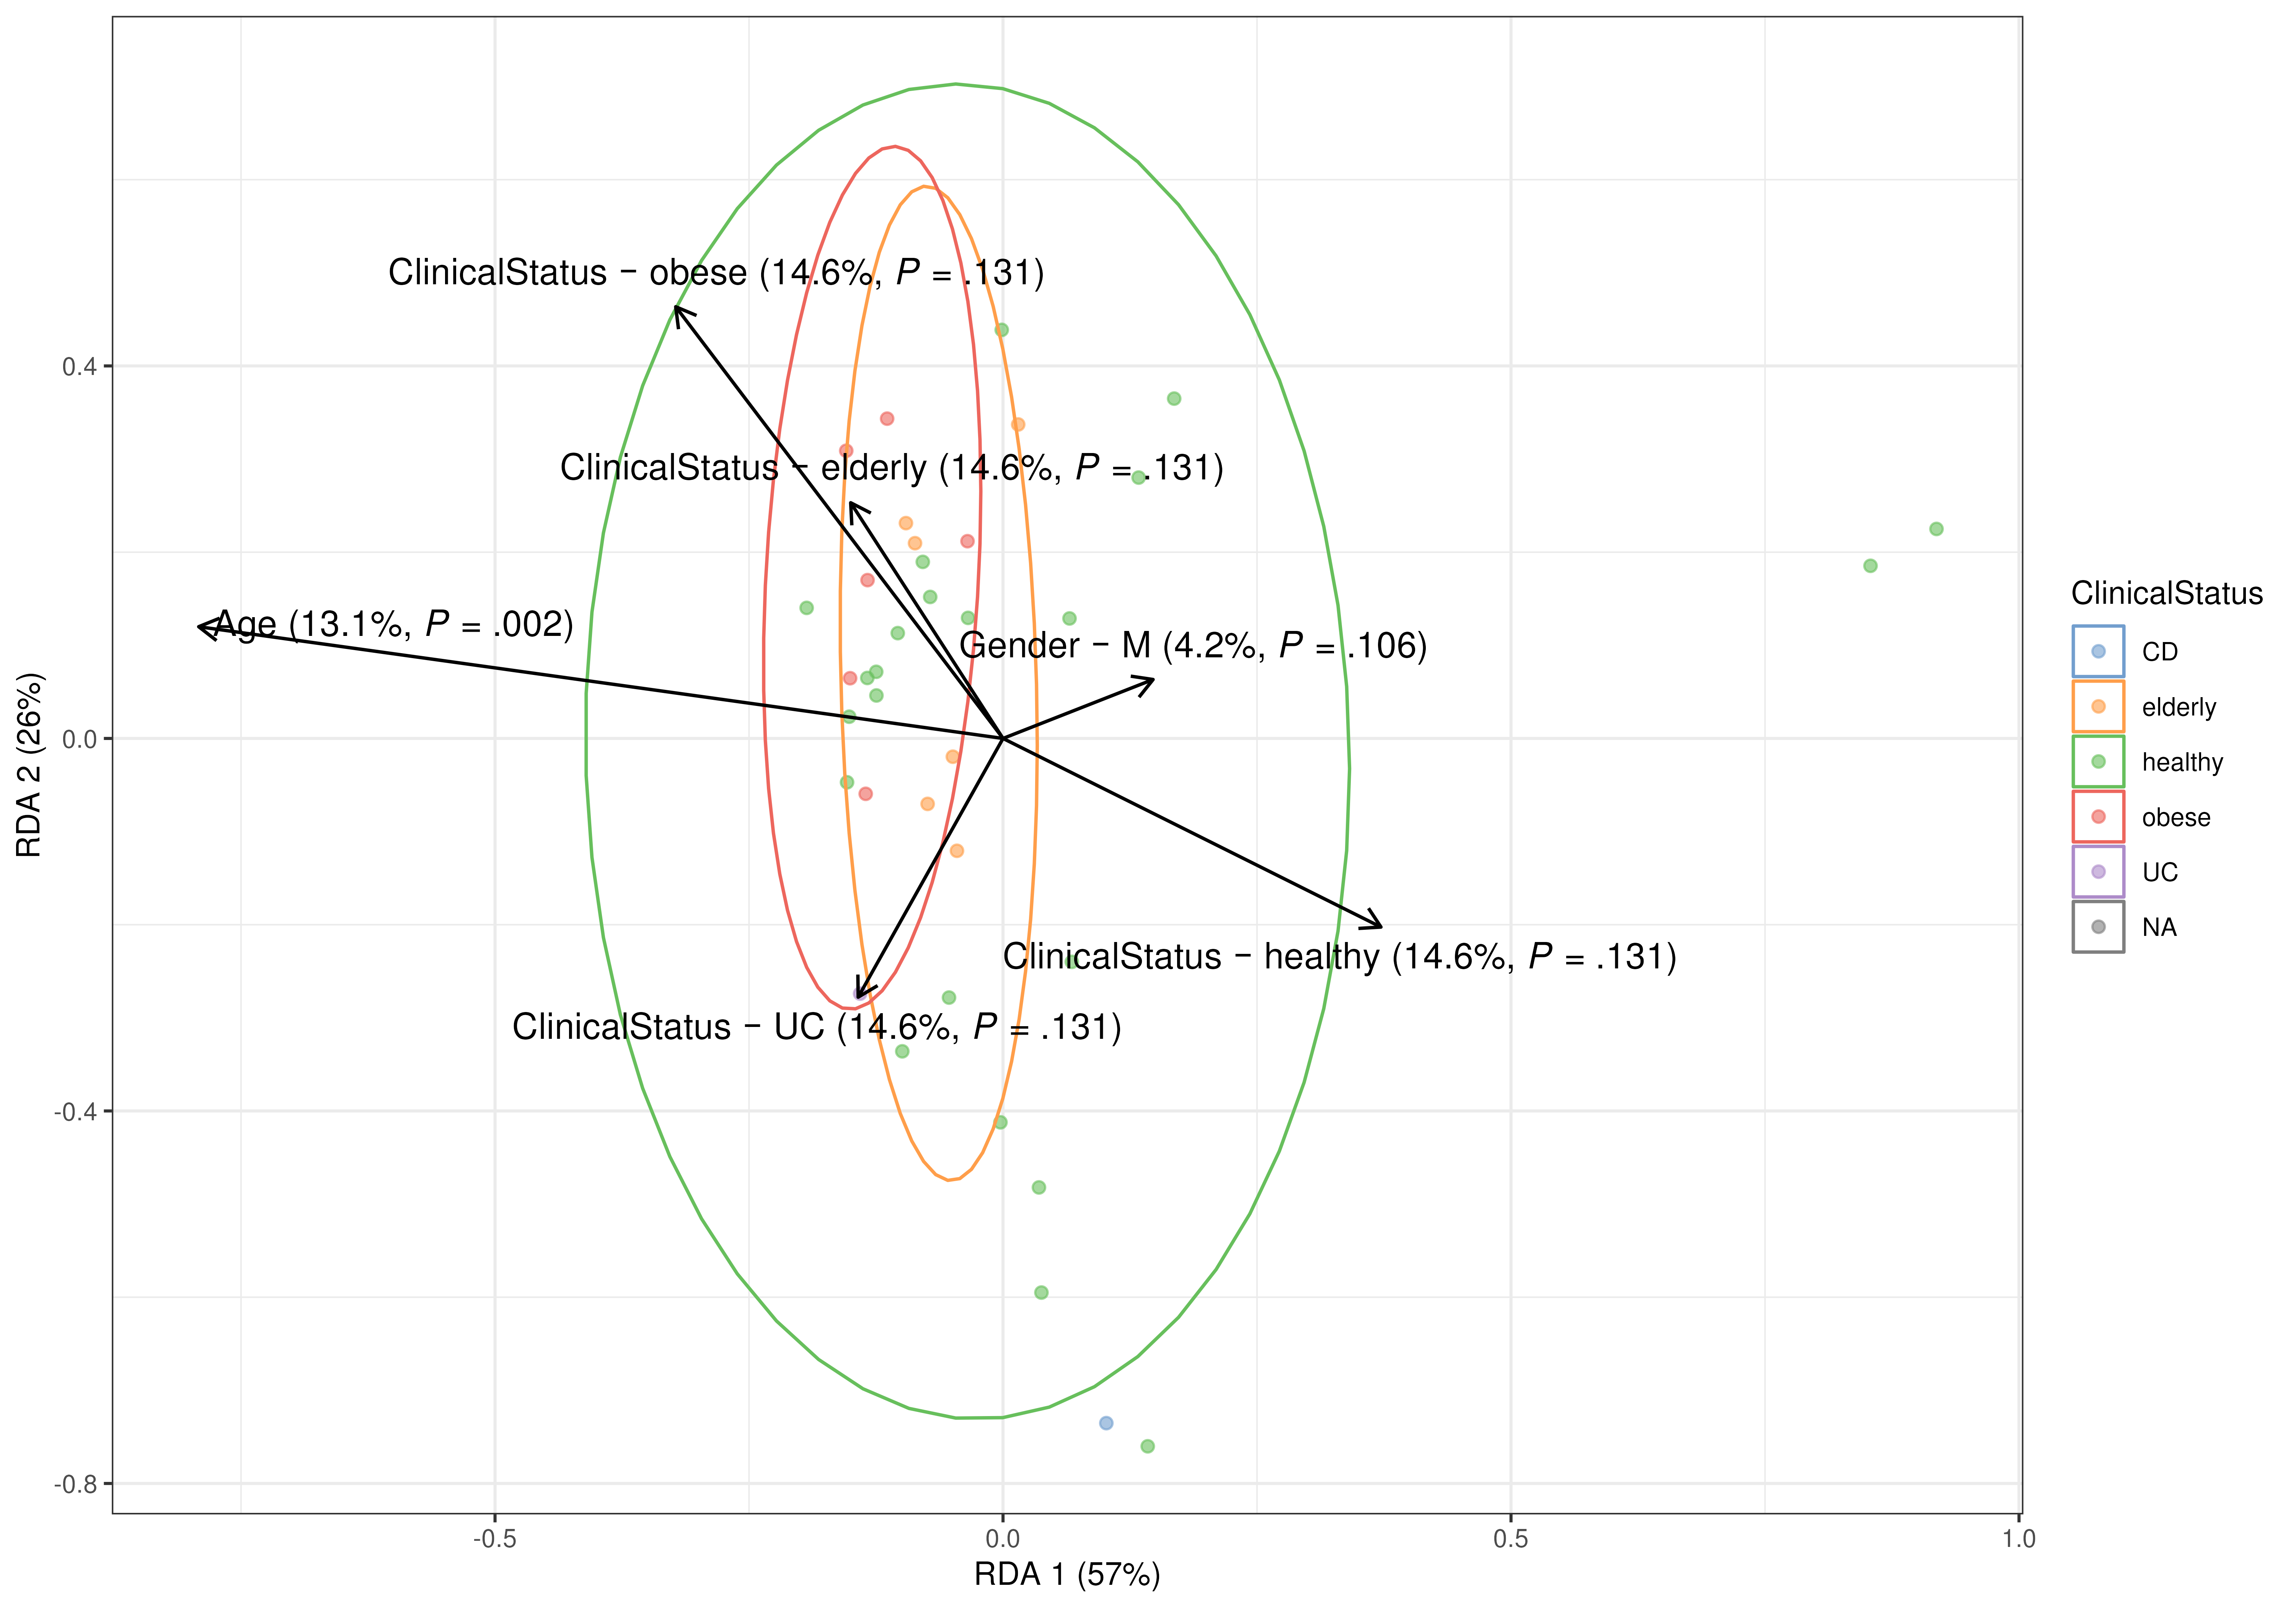 ClinicalStatus − obese (14.6%, P = .131)
0.4
ClinicalStatus − elderly (14.6%, P = .131)
Age (13.1%, P = .002)
Gender − M (4.2%, P = .106)
0.0
RDA 2 (26%)
ClinicalStatus − healthy (14.6%, P = .131)
ClinicalStatus − UC (14.6%, P = .131)
-0.4
-0.8
-0.5
0.0
0.5
1.0
RDA 1 (57%)
ClinicalStatus
CD
elderly
healthy
obese
UC
NA